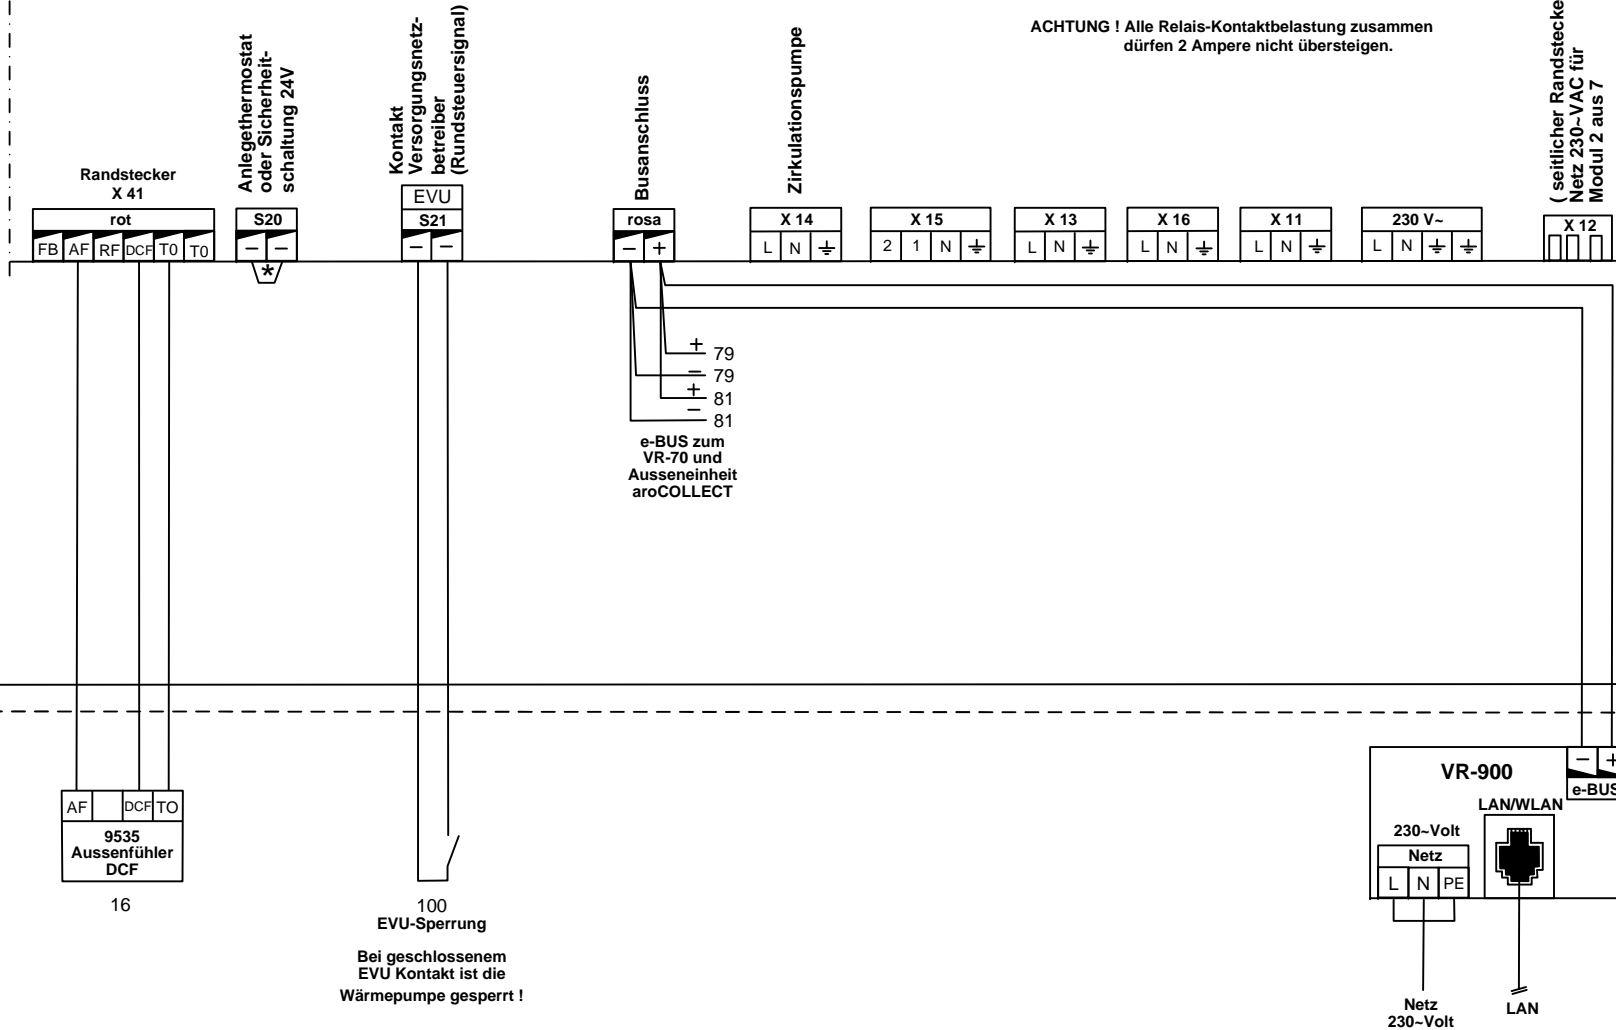 ACHTUNG ! Alle Relais-Kontaktbelastung zusammen
dürfen 2 Ampere nicht übersteigen.
Randstecker
X 41
rot
FB AF RF DCF T0 T0
Anlegethermostat
oder Sicherheit-
schaltung 24V
S20
– –
*
Kontakt
Versorgungsnetz-
betreiber
(Rundsteuersignal)
EVU
S21
– –
Busanschluss
rosa
– +
Zirkulationspumpe
X 14
L N
X 15
2 1 N
X 13
L N
X 16
L N
X 11
L N
230 V~
L N
( seitlicher Randstecke
Netz 230~VAC für
Modul 2 aus 7
X 12
+ 79
– 79
+ 81
– 81
e-BUS zum
VR-70 und
Ausseneinheit
aroCOLLECT
AF DCF TO
9535
Aussenfühler
DCF
16
100
EVU-Sperrung
Bei geschlossenem
EVU Kontakt ist die
Wärmepumpe gesperrt !
VR-900
– +
e-BUS
LAN/WLAN
230~Volt
Netz
L N PE
Netz
230~Volt
LAN